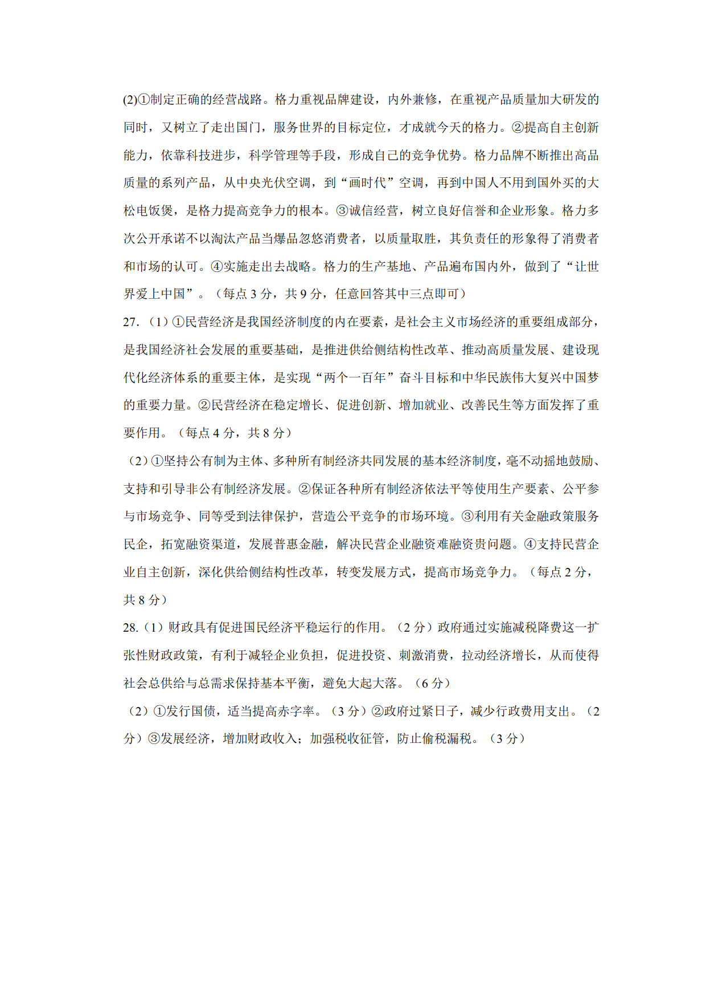 (2)①制定正确的经营战路。格力重视品牌建设，内外兼修，在重视产品质量加大研发的
同时，又树立了走出国门，服务世界的目标定位，才成就今天的格力。②提高自主创新
能力，依靠科技进步，科学管理等手段，形成自己的竞争优势。格力品牌不断推出高品
质量的系列产品，从中央光伏空调，到“画时代”空调，再到中国人不用到国外买的大
松电饭煲，是格力提高竞争力的根本。③诚信经营，树立良好信誉和企业形象。格力多
次公开承诺不以淘汰产品当爆品忽悠消费者，以质量取胜，其负责任的形象得了消费者
和市场的认可。④实施走出去战略。格力的生产基地、产品遍布国内外，做到了“让世
界爱上中国”。（每点 3 分，共 9 分，任意回答其中三点即可）
27.（1）①民营经济是我国经济制度的内在要素，是社会主义市场经济的重要组成部分，
是我国经济社会发展的重要基础，是推进供给侧结构性改革、推动高质量发展、建设现
代化经济体系的重要主体，是实现“两个一百年”奋斗目标和中华民族伟大复兴中国梦
的重要力量。②民营经济在稳定增长、促进创新、增加就业、改善民生等方面发挥了重
要作用。（每点 4 分，共 8 分）
（2）①坚持公有制为主体、多种所有制经济共同发展的基本经济制度，毫不动摇地鼓励、
支持和引导非公有制经济发展。②保证各种所有制经济依法平等使用生产要素、公平参
与市场竞争、同等受到法律保护，营造公平竞争的市场环境。③利用有关金融政策服务
民企，拓宽融资渠道，发展普惠金融，解决民营企业融资难融资贵问题。④支持民营企
业自主创新，深化供给侧结构性改革，转变发展方式，提高市场竞争力。（每点 2 分，
共 8 分）
28.（1）财政具有促进国民经济平稳运行的作用。（2 分）政府通过实施减税降费这一扩
张性财政政策，有利于减轻企业负担，促进投资、刺激消费，拉动经济增长，从而使得
社会总供给与总需求保持基本平衡，避免大起大落。（6 分）
（2）①发行国债，适当提高赤字率。（3 分）②政府过紧日子，减少行政费用支出。（2
分）③发展经济，增加财政收入；加强税收征管，防止偷税漏税。（3 分）